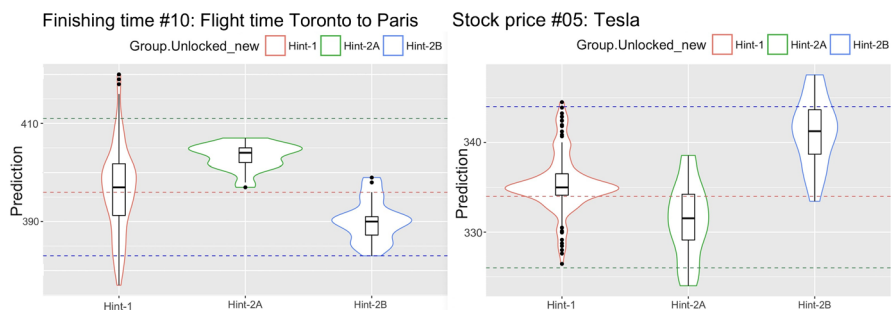 Finishing time #10: Flight time Toronto to Paris
Group.Unlocked_new Hint-1 Hint-2A Hint-2B
Prediction
410
390
Hint-1 Hint-2A Hint-2B
Stock price #05: Tesla
Group.Unlocked_new Hint-1 Hint-2A Hint-2B
Prediction
340
330
Hint-1 Hint-2A Hint-2B